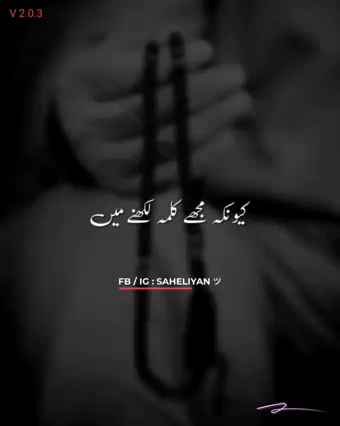 V 2.0.3
کیونکہ مجھے کلمہ لکھنے میں
FB / IG : SAHELIYAN ツ